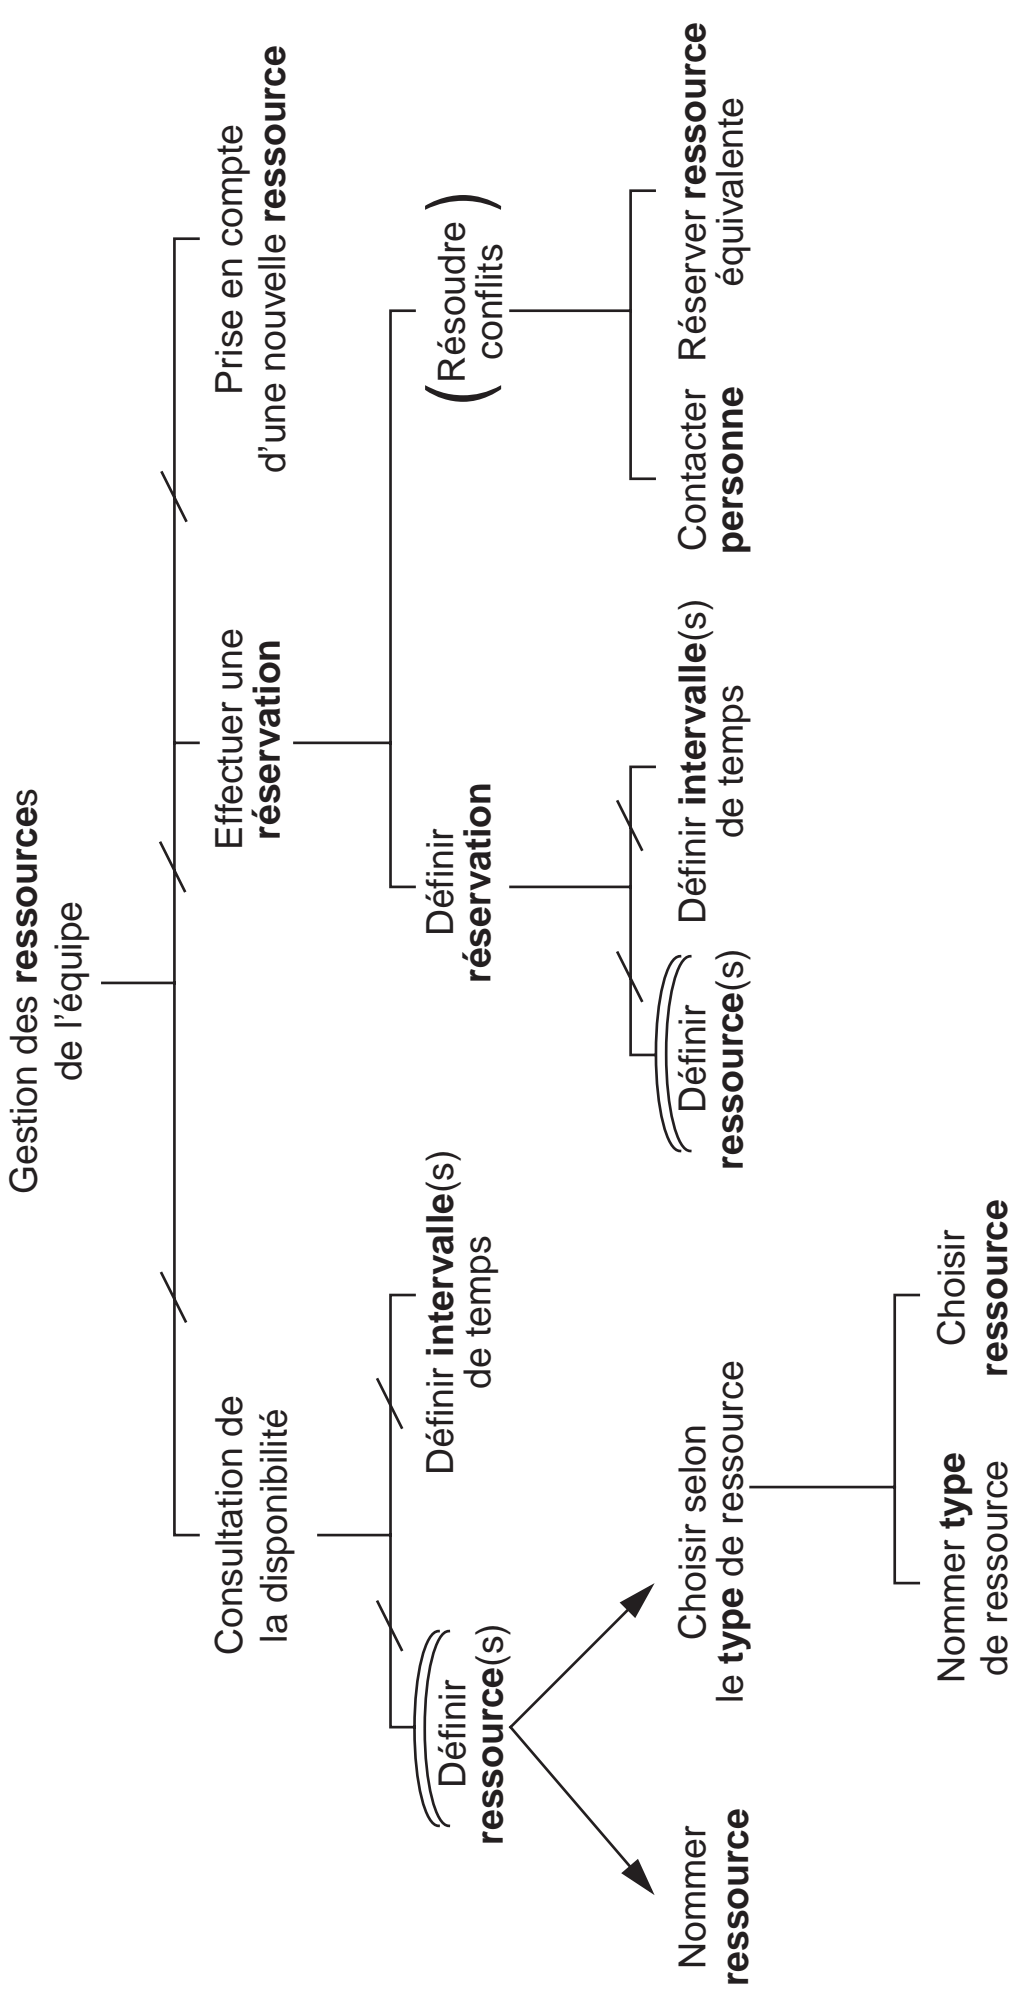 Gestion des ressources
de l'équipe
Consultation de
la disponibilité
Effectuer une
réservation
Prise en compte
d'une nouvelle ressource
Définir
ressource(s)
Définir intervalle(s)
de temps
Définir
réservation
(Résoudre)
conflits
Nommer
ressource
Choisir selon
le type de ressource
Définir
ressource(s)
Définir intervalle(s)
de temps
Contacter
personne
Réserver ressource
équivalente
Nommer type
de ressource
Choisir
ressource